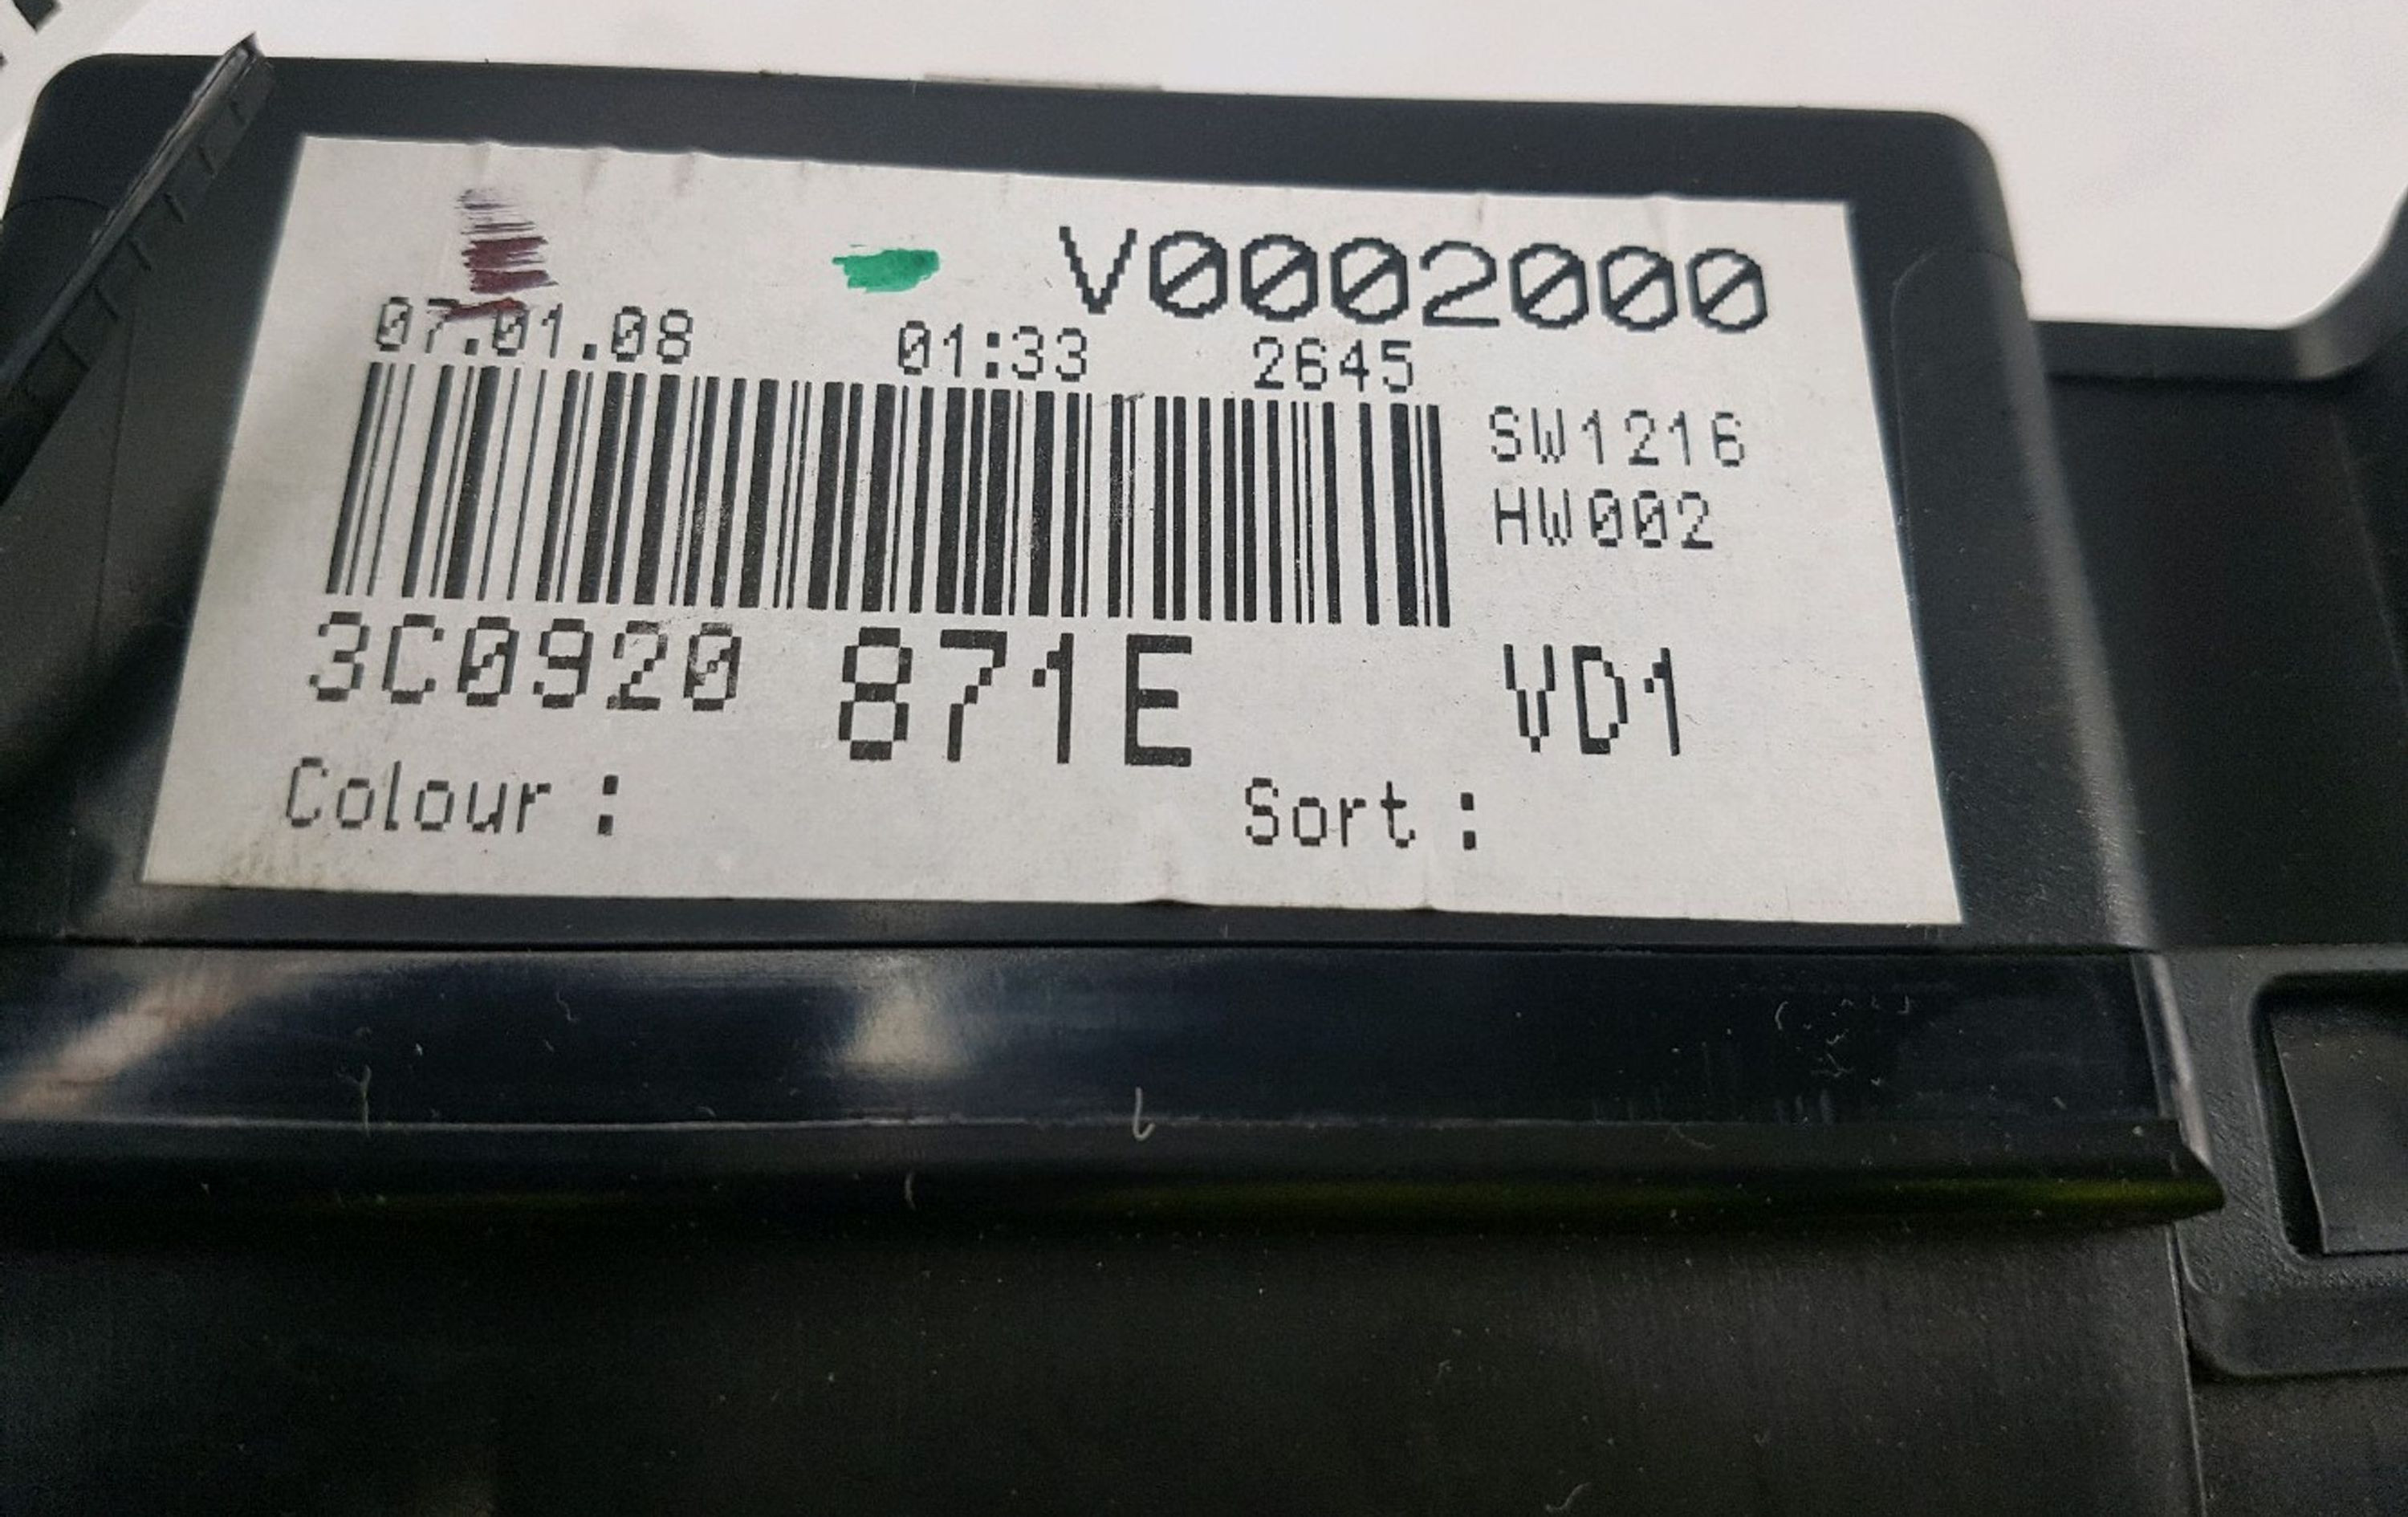 V0002000
07.01.08 01:33 2645
SW1216
HW002
3C0920 871E VD1
Colour : Sort :